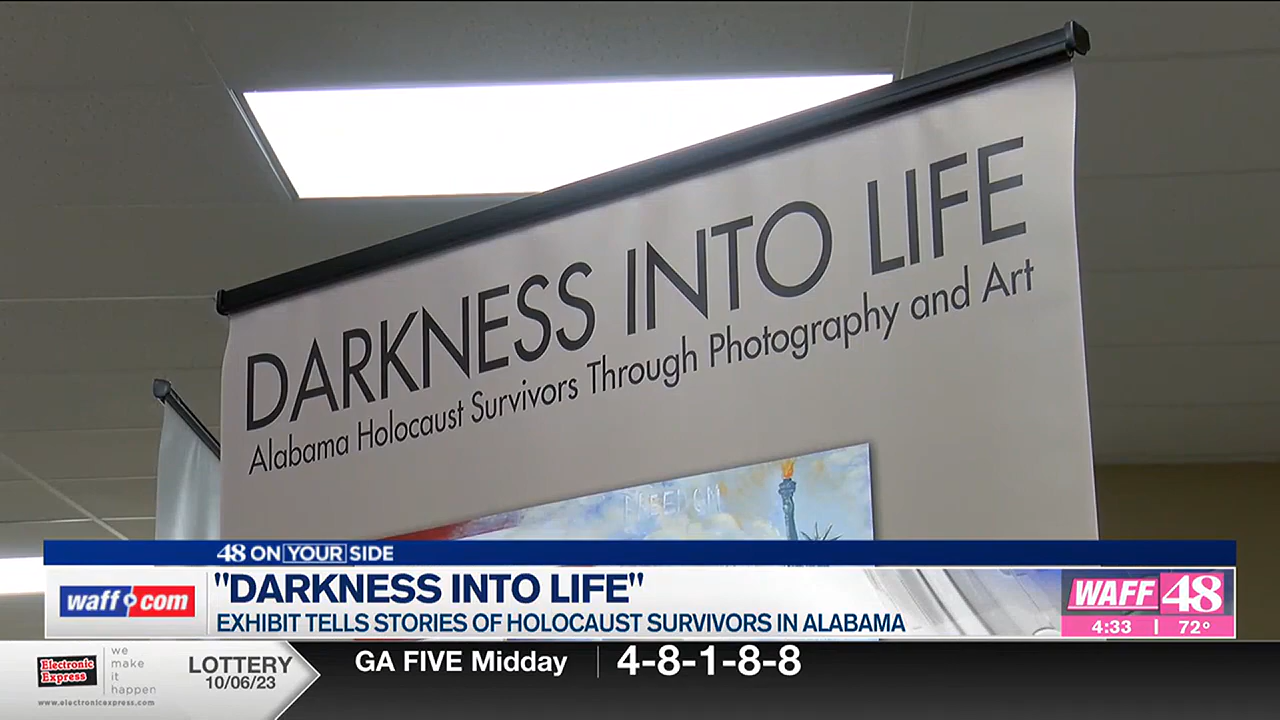 DARKNESS INTO LIFE
Alabama Holocaust Survivors Through Photography and Art
FREEDOM
48 ON YOUR SIDE
waff com
"DARKNESS INTO LIFE"
EXHIBIT TELLS STORIES OF HOLOCAUST SURVIVORS IN ALABAMA
WAFF 48
4:33 | 72°
Electronic Express
we make it happen
www.electronicexpress.com
LOTTERY
10/06/23
GA FIVE Midday
4-8-1-8-8